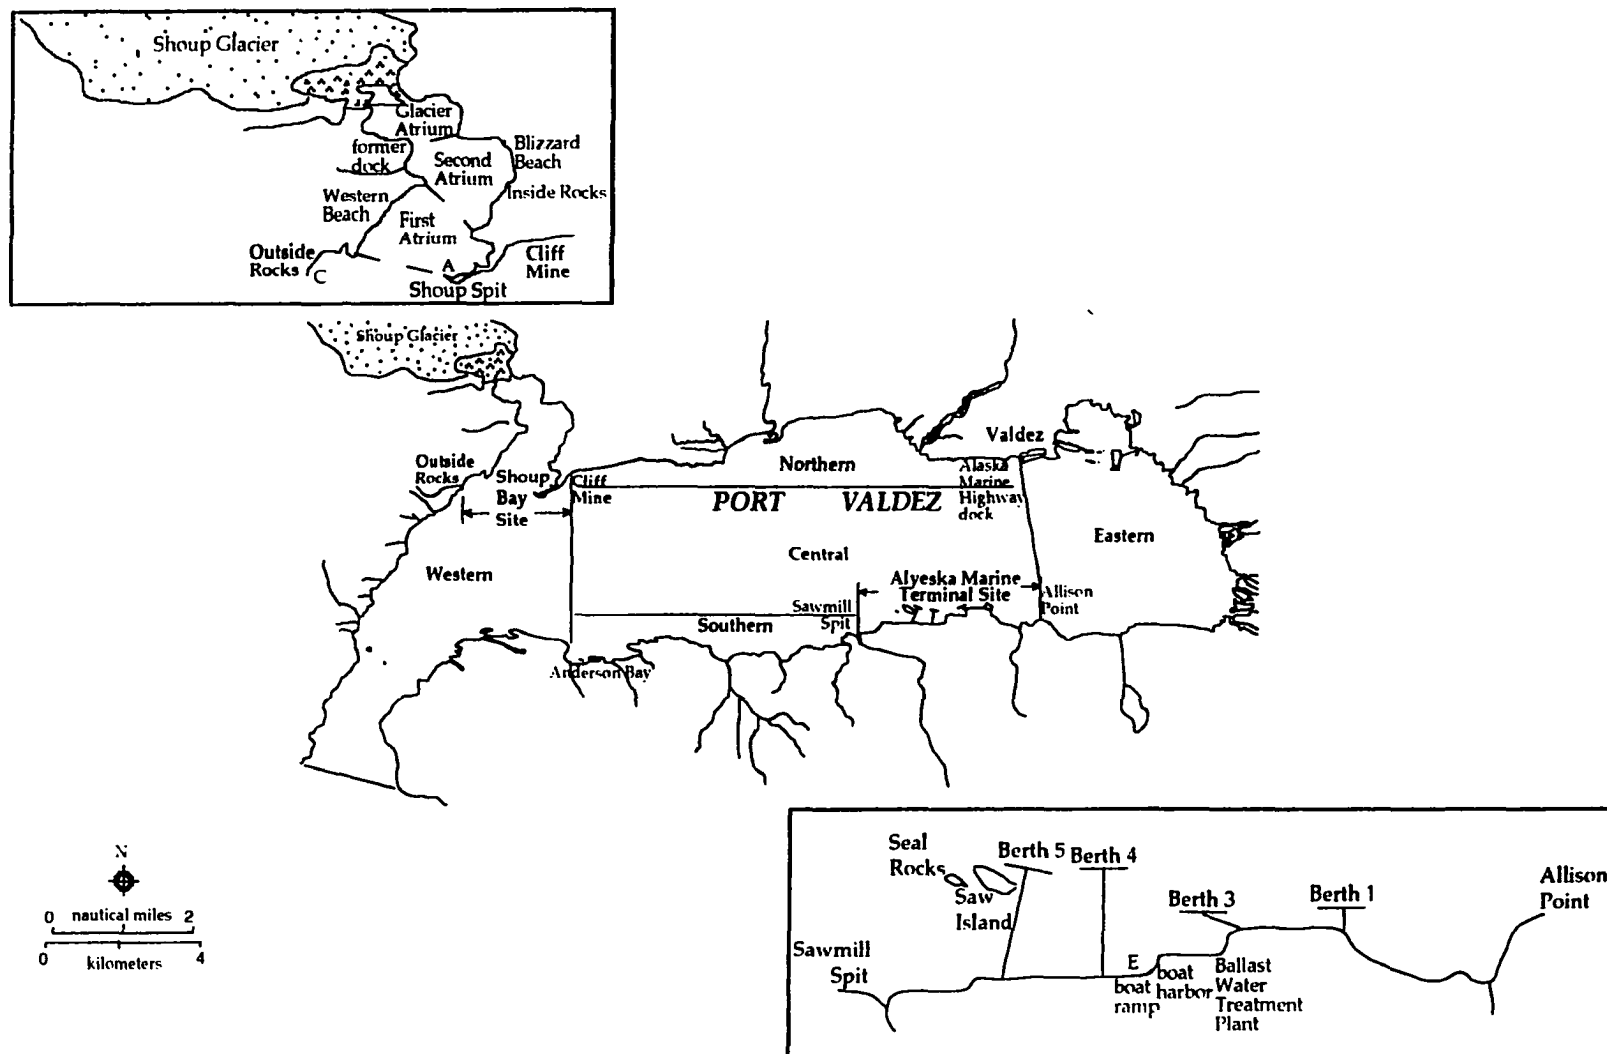 Shoup Glacier
Glacier
Atrium
former
dock
Second
Atrium
Blizzard
Beach
Inside Rocks
Western
Beach
First
Atrium
Outside
Rocks
C
A
Cliff
Mine
Shoup Spit
Shoup Glacier
Outside
Rocks
Shoup
Bay
Site
Cliff
Mine
Northern
Valdez
Alaska
Marine
Highway
dock
PORT VALDEZ
Eastern
Central
Western
Alyeska Marine
Terminal Site
Allison
Point
Sawmill
Spit
Southern
Anderson Bay
N
0 nautical miles 2
0 kilometers 4
Seal
Rocks
Saw
Island
Berth 5
Berth 4
Berth 3
Berth 1
Allison
Point
Sawmill
Spit
E
boat
ramp
boat
harbor
Ballast
Water
Treatment
Plant